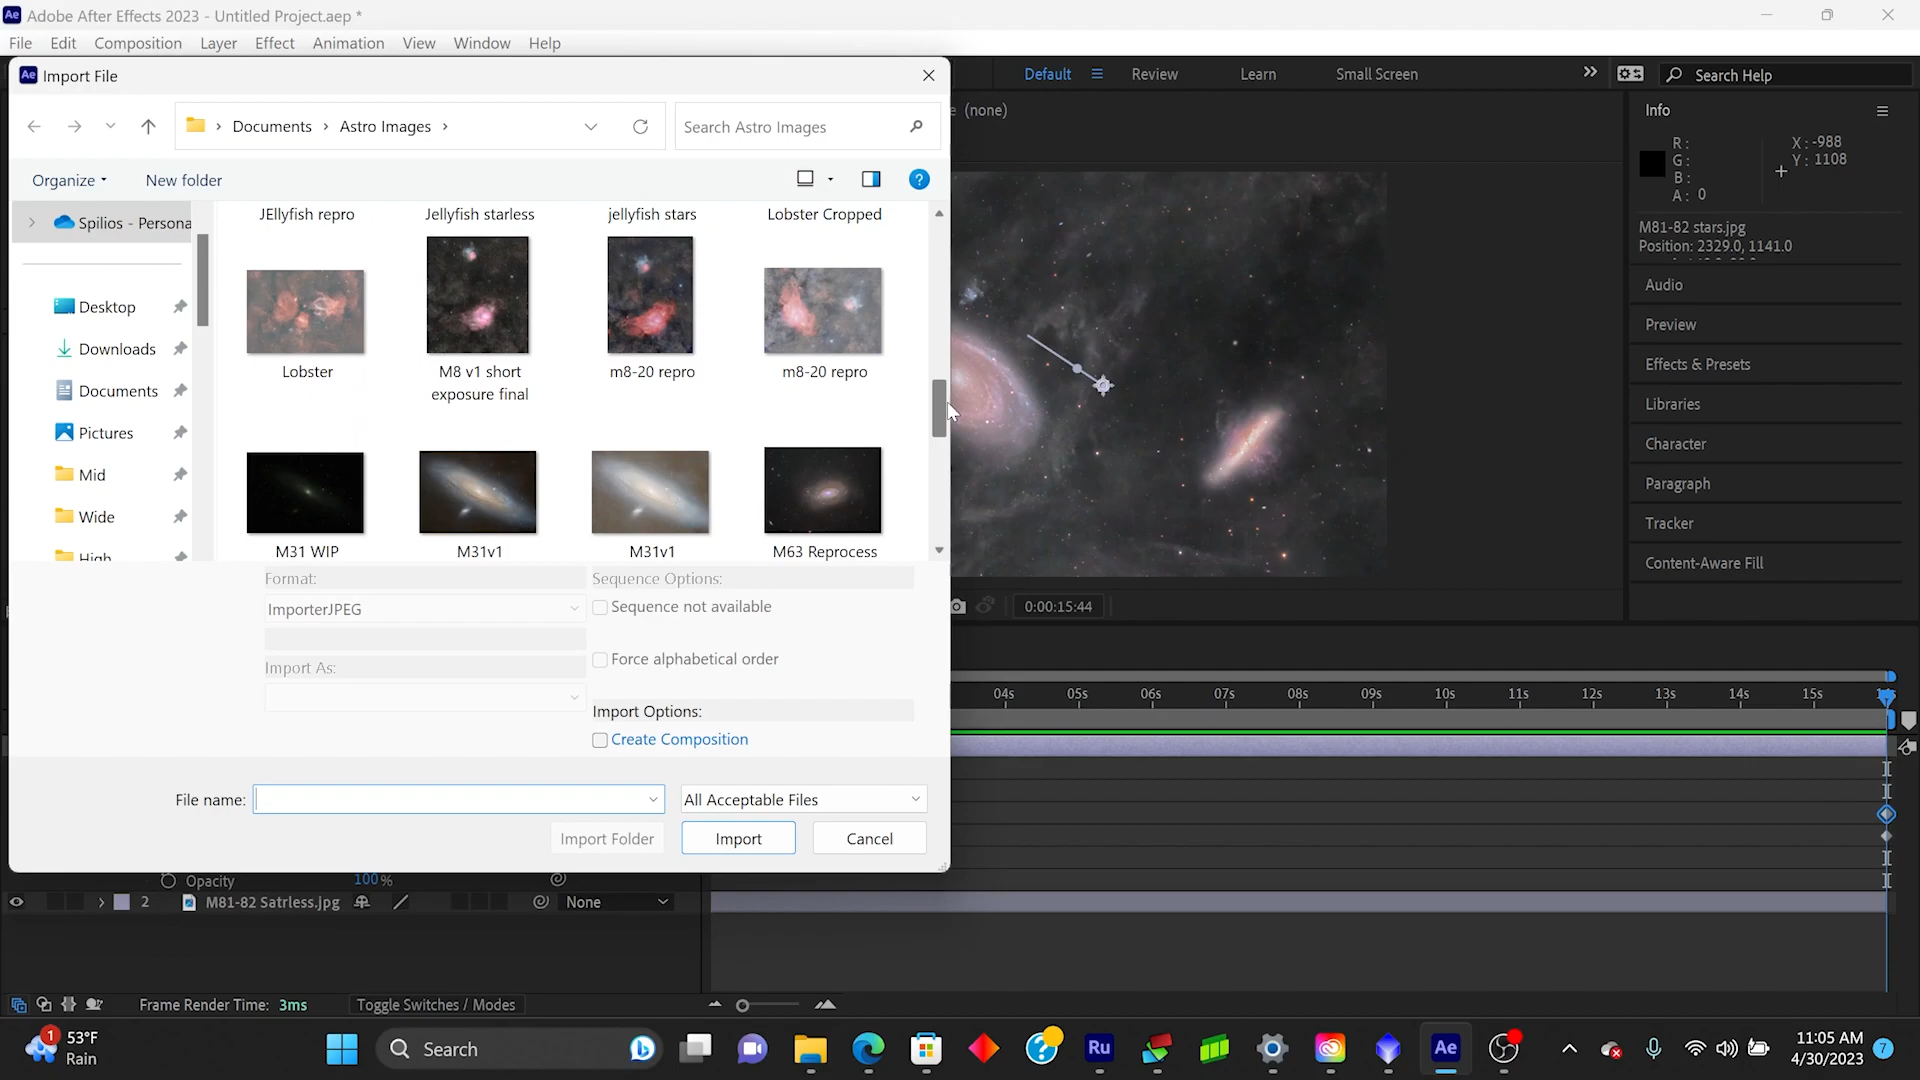 Ae Adobe After Effects 2023 - Untitled Project.aep *
File Edit Composition Layer Effect Animation View Window Help
Ae Import File
Default Review Learn Small Screen Search Help
Documents Astro Images Search Astro Images
e (none)
Info
R :
G :
B :
A : 0
X : -988
Y : 1108
Organize New folder
JEllyfish repro Jellyfish starless jellyfish stars Lobster Cropped
Spilios - Persona
M81-82 stars.jpg
Position: 2329.0, 1141.0
Audio
Desktop
Preview
Downloads
Effects & Presets
Lobster M8 v1 short exposure final m8-20 repro m8-20 repro
Documents
Libraries
Pictures
Character
Mid
Paragraph
Wide
Tracker
High
M31 WIP M31v1 M31v1 M63 Reprocess
Content-Aware Fill
Format: Sequence Options:
ImporterJPEG Sequence not available
0:00:15:44
Import As: Force alphabetical order
04s 05s 06s 07s 08s 09s 10s 11s 12s 13s 14s 15s
Import Options:
Create Composition
File name: All Acceptable Files
Import Folder Import Cancel
Opacity 100%
2 M81-82 Satrless.jpg None
Frame Render Time: 3ms Toggle Switches / Modes
1 53°F
Rain
Search
Ru Ae
11:05 AM
4/30/2023
7